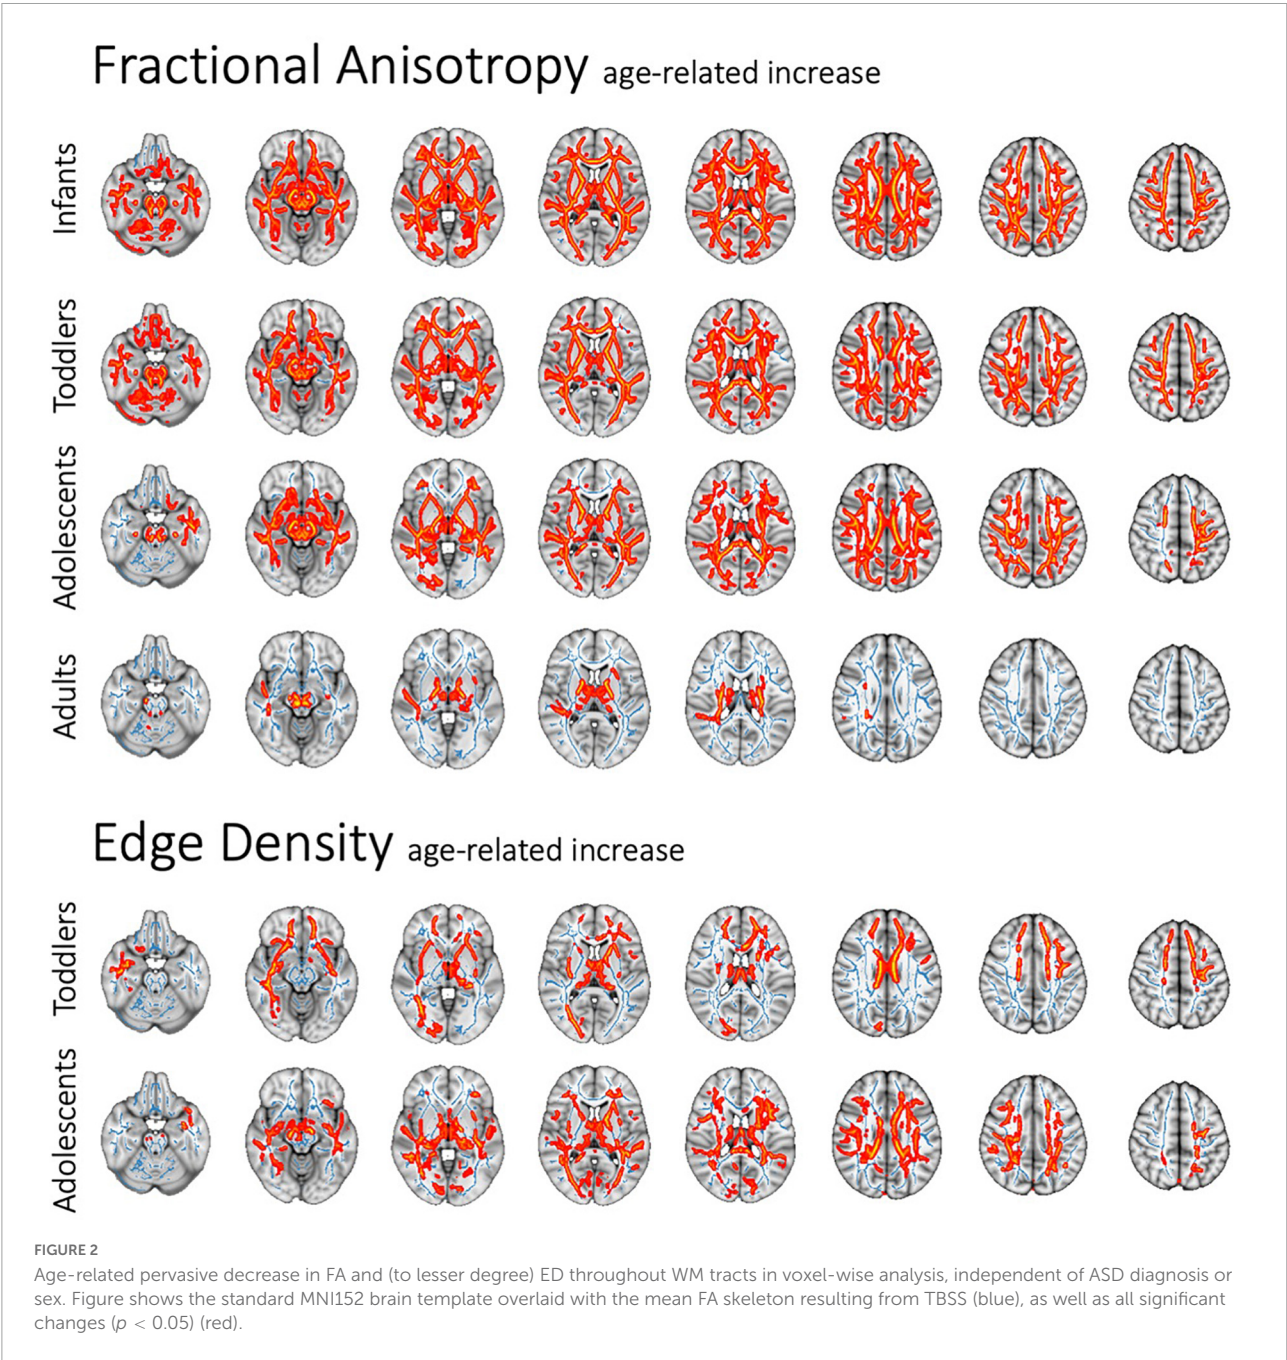 Fractional Anisotropy age-related increase
Infants
Toddlers
Adolescents
Adults
Edge Density age-related increase
Toddlers
Adolescents
FIGURE 2
Age-related pervasive decrease in FA and (to lesser degree) ED throughout WM tracts in voxel-wise analysis, independent of ASD diagnosis or
sex. Figure shows the standard MNI152 brain template overlaid with the mean FA skeleton resulting from TBSS (blue), as well as all significant
changes (p < 0.05) (red).